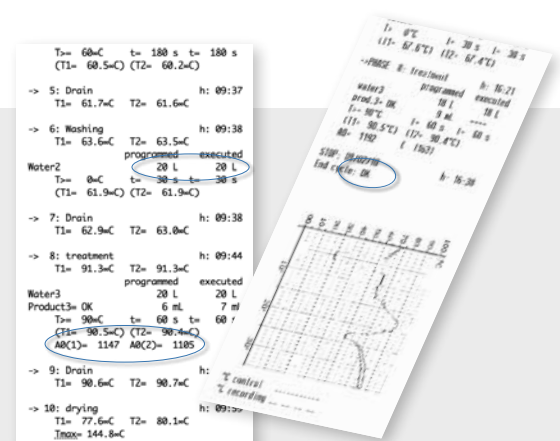 T>= 60=C t= 180 s t= 180 s
(T1= 60.5=C) (T2= 60.2=C)
-> 5: Drain h: 09:37
T1= 61.7=C T2= 61.6=C
-> 6: Washing h: 09:38
T1= 63.6=C T2= 63.5=C
programmed executed
Water2 20 L 20 L
T>= 0=C t= 30 s t= 30 s
(T1= 61.9=C) (T2= 61.9=C)
-> 7: Drain h: 09:38
T1= 62.9=C T2= 63.0=C
-> 8: treatment h: 09:44
T1= 91.3=C T2= 91.3=C
programmed executed
Water3 20 L 20 L
Product3= OK 6 mL 7 m
T>= 90=C t= 60 s t= 60
(T1= 90.5=C) (T2= 90.4=C)
A0(1)= 1147 A0(2)= 1105
-> 9: Drain h:
T1= 90.6=C T2= 90.7=C
-> 10: drying h: 09:59
T1= 77.6=C T2= 80.1=C
Tmax= 144.8=C
0°C t= 30 s t= 30 s
(T1= 67.6°C) (T2= 67.4°C)
->PHASE 8: Treatment h: 16:21
programmed executed
water3 18 L 18 L
prod.3= OK 9 mL ----
T>= 90°C t= 60 s t= 60 s
(T1= 90.5°C) (T2= 90.4°C)
A0= 1192 (163)
STOP:
End cycle: OK h: 16:38
°C
°C control
°C recording